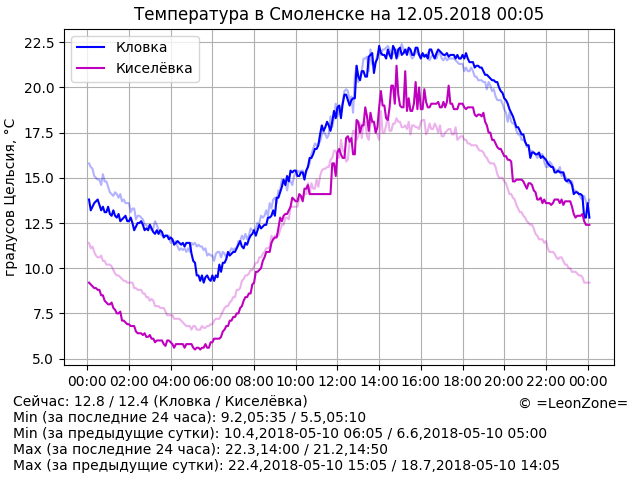 Температура в Смоленске на 12.05.2018 00:05
градусов Цельсия, °C
22.5
20.0
17.5
15.0
12.5
10.0
7.5
5.0
Кловка
Киселёвка
00:00 02:00 04:00 06:00 08:00 10:00 12:00 14:00 16:00 18:00 20:00 22:00 00:00
Сейчас: 12.8 / 12.4 (Кловка / Киселёвка)
© =LeonZone=
Min (за последние 24 часа): 9.2,05:35 / 5.5,05:10
Min (за предыдущие сутки): 10.4,2018-05-10 06:05 / 6.6,2018-05-10 05:00
Max (за последние 24 часа): 22.3,14:00 / 21.2,14:50
Max (за предыдущие сутки): 22.4,2018-05-10 15:05 / 18.7,2018-05-10 14:05